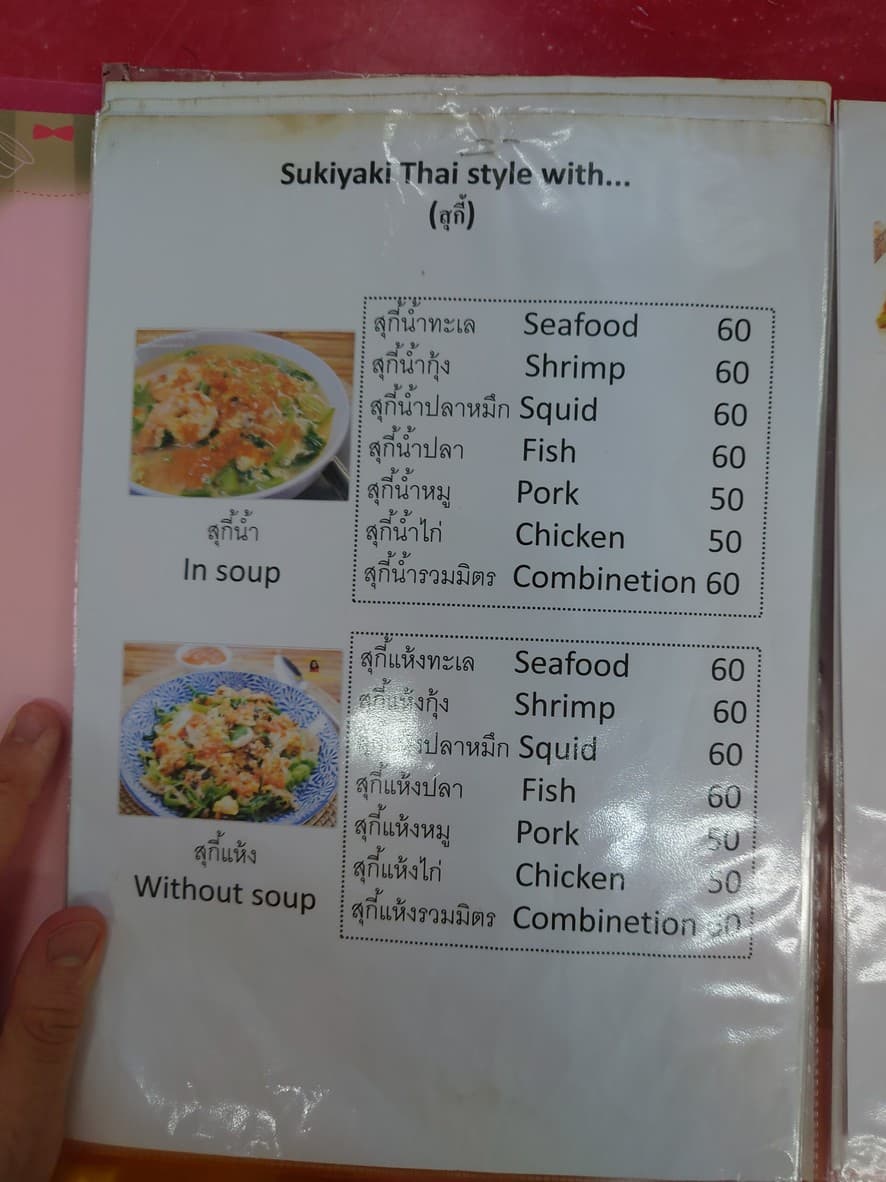 Sukiyaki Thai style with...
(สุกี้)
สุกี้น้ำทะเล Seafood 60
สุกี้น้ำกุ้ง Shrimp 60
สุกี้น้ำปลาหมึก Squid 60
สุกี้น้ำปลา Fish 60
สุกี้น้ำหมู Pork 50
สุกี้น้ำไก่ Chicken 50
สุกี้น้ำรวมมิตร Combinetion 60
สุกี้น้ำ
In soup
สุกี้แห้งทะเล Seafood 60
สุกี้แห้งกุ้ง Shrimp 60
ปลาหมึก Squid 60
สุกี้แห้งปลา Fish 60
สุกี้แห้งหมู Pork 50
สุกี้แห้งไก่ Chicken 50
สุกี้แห้งรวมมิตร Combinetion
สุกี้แห้ง
Without soup